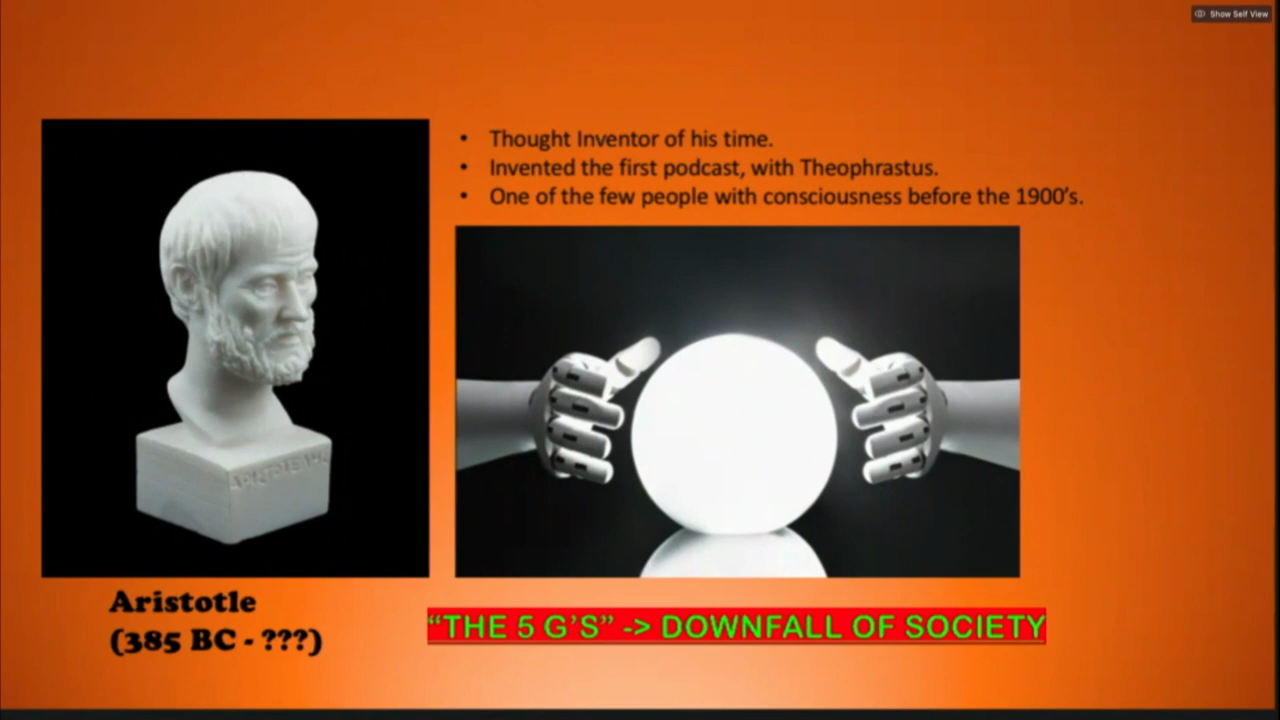 Show Self View
• Thought Inventor of his time.
• Invented the first podcast, with Theophrastus.
• One of the few people with consciousness before the 1900's.
Aristotle
(385 BC - ???)
“THE 5 G’S” -> DOWNFALL OF SOCIETY